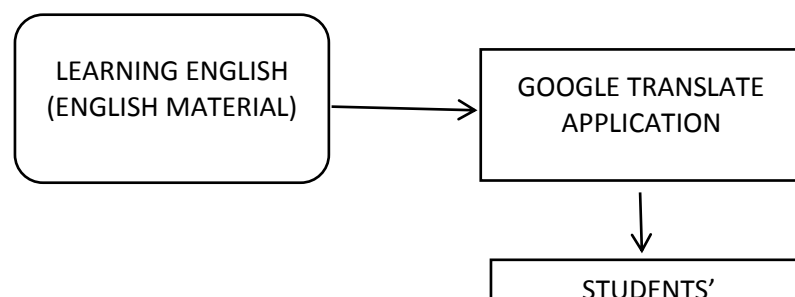 LEARNING ENGLISH
(ENGLISH MATERIAL)
GOOGLE TRANSLATE
APPLICATION
STUDENTS’